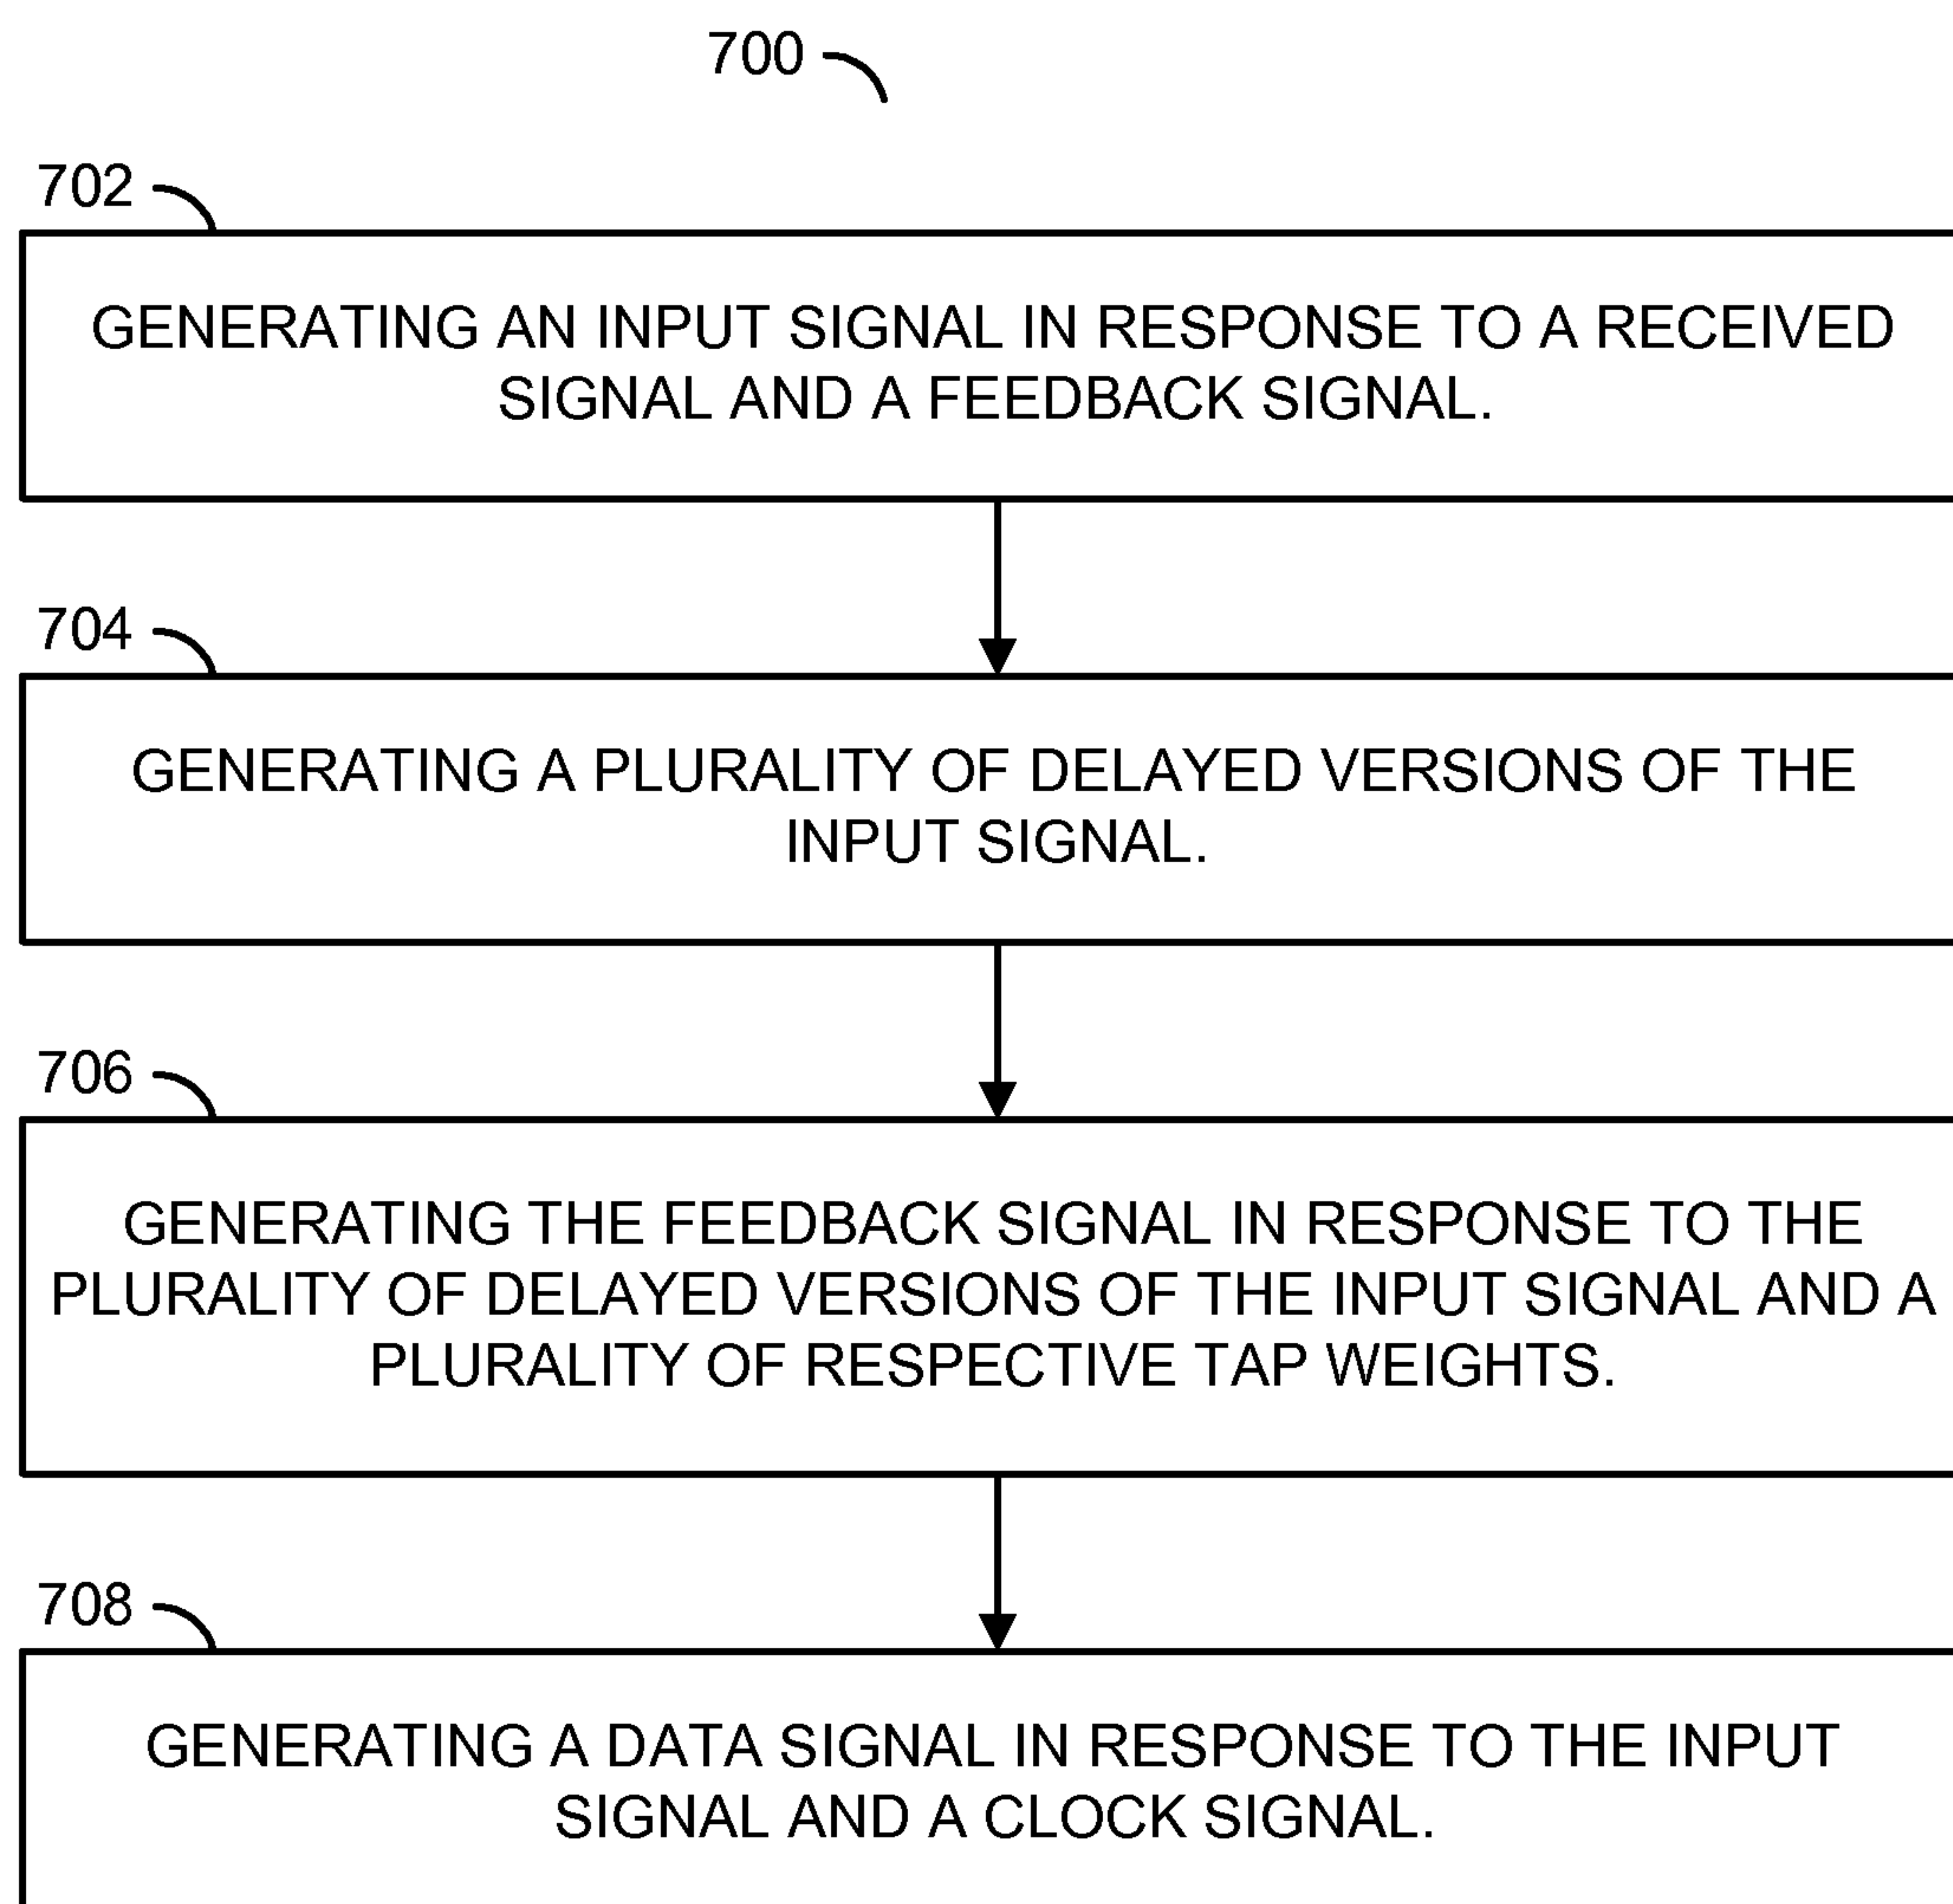 700
702
GENERATING AN INPUT SIGNAL IN RESPONSE TO A RECEIVED
SIGNAL AND A FEEDBACK SIGNAL.
704
GENERATING A PLURALITY OF DELAYED VERSIONS OF THE
INPUT SIGNAL.
706
GENERATING THE FEEDBACK SIGNAL IN RESPONSE TO THE
PLURALITY OF DELAYED VERSIONS OF THE INPUT SIGNAL AND A
PLURALITY OF RESPECTIVE TAP WEIGHTS.
708
GENERATING A DATA SIGNAL IN RESPONSE TO THE INPUT
SIGNAL AND A CLOCK SIGNAL.